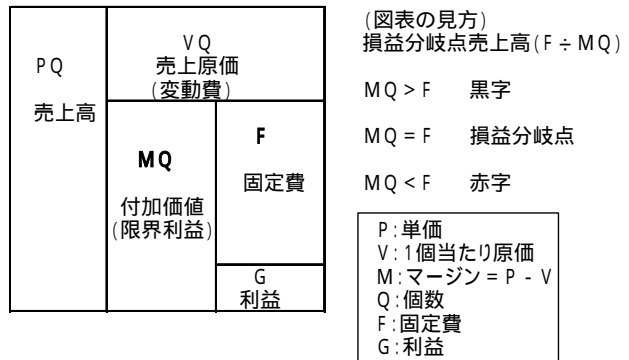 PQ
売上高
VQ
売上原価
(変動費)
MQ
付加価値
(限界利益)
F
固定費
G
利益
(図表の見方)
損益分岐点売上高(F÷MQ)
MQ>F 黒字
MQ=F 損益分岐点
MQ<F 赤字
P:単価
V:1個当たり原価
M:マージン=P-V
Q:個数
F:固定費
G:利益